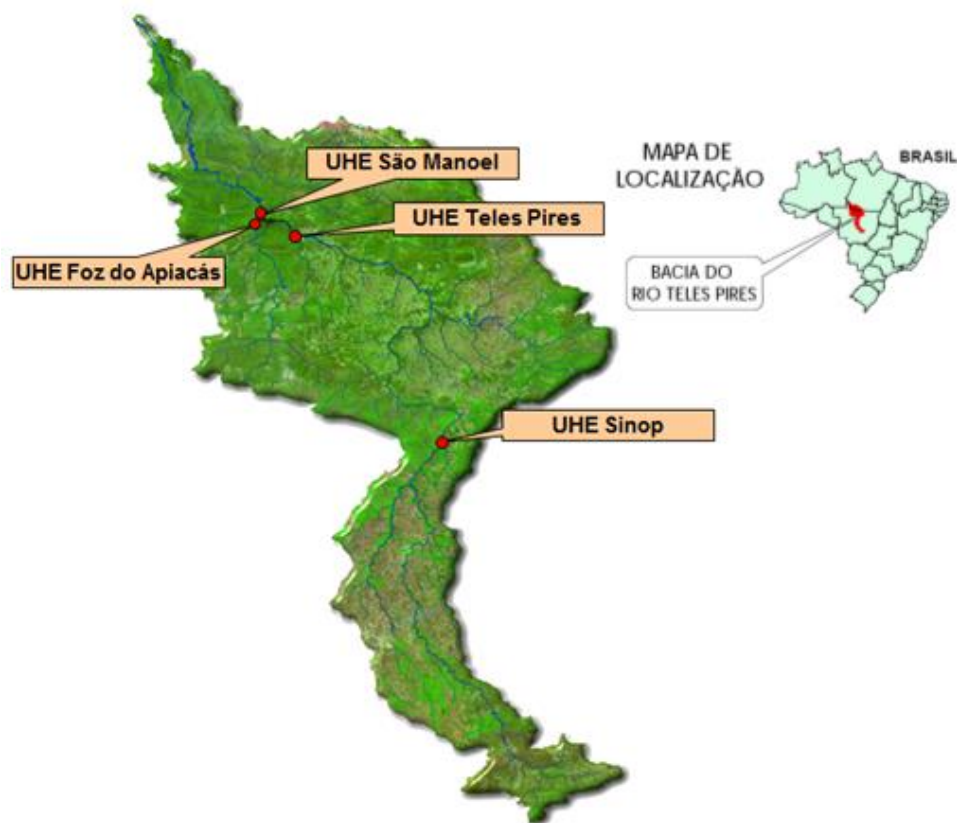 UHE São Manoel
UHE Teles Pires
UHE Foz do Apiacás
UHE Sinop
MAPA DE
LOCALIZAÇÃO
BRASIL
BACIA DO
RIO TELES PIRES